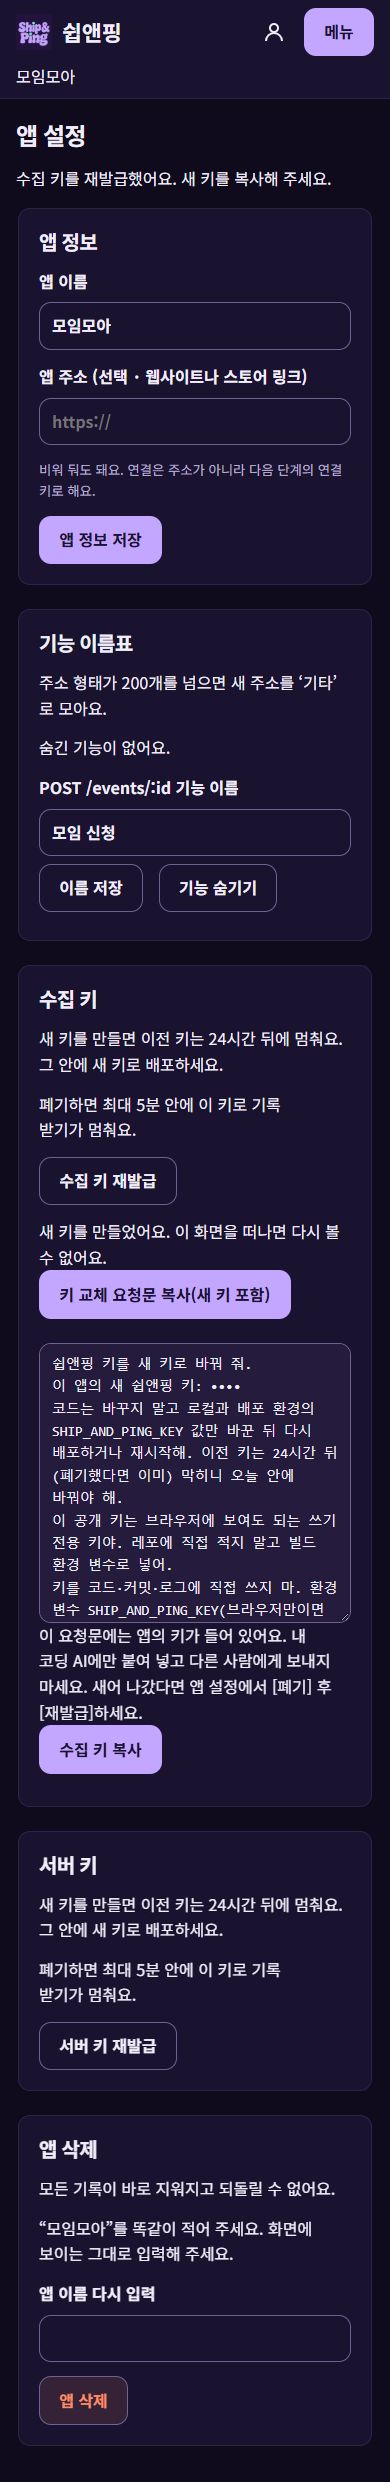 Ship&
Ping
쉽앤핑
메뉴
모임모아
앱 설정
수집 키를 재발급했어요. 새 키를 복사해 주세요.
앱 정보
앱 이름
모임모아
앱 주소 (선택 · 웹사이트나 스토어 링크)
https://
비워 둬도 돼요. 연결은 주소가 아니라 다음 단계의 연결
키로 해요.
앱 정보 저장
기능 이름표
주소 형태가 200개를 넘으면 새 주소를 ‘기타’
로 모아요.
숨긴 기능이 없어요.
POST /events/:id 기능 이름
모임 신청
이름 저장
기능 숨기기
수집 키
새 키를 만들면 이전 키는 24시간 뒤에 멈춰요.
그 안에 새 키로 배포하세요.
폐기하면 최대 5분 안에 이 키로 기록
받기가 멈춰요.
수집 키 재발급
새 키를 만들었어요. 이 화면을 떠나면 다시 볼
수 없어요.
키 교체 요청문 복사(새 키 포함)
쉽앤핑 키를 새 키로 바꿔 줘.
이 앱의 새 쉽앤핑 키: ••••
코드는 바꾸지 말고 로컬과 배포 환경의
SHIP_AND_PING_KEY 값만 바꾼 뒤 다시
배포하거나 재시작해. 이전 키는 24시간 뒤
(폐기했다면 이미) 막히니 오늘 안에
바꿔야 해.
이 공개 키는 브라우저에 보여도 되는 쓰기
전용 키야. 레포에 직접 적지 말고 빌드
환경 변수로 넣어.
키를 코드·커밋·로그에 직접 쓰지 마. 환경
변수 SHIP_AND_PING_KEY(브라우저만이면
이 요청문에는 앱의 키가 들어 있어요. 내
코딩 AI에만 붙여 넣고 다른 사람에게 보내지
마세요. 새어 나갔다면 앱 설정에서 [폐기] 후
[재발급]하세요.
수집 키 복사
서버 키
새 키를 만들면 이전 키는 24시간 뒤에 멈춰요.
그 안에 새 키로 배포하세요.
폐기하면 최대 5분 안에 이 키로 기록
받기가 멈춰요.
서버 키 재발급
앱 삭제
모든 기록이 바로 지워지고 되돌릴 수 없어요.
“모임모아”를 똑같이 적어 주세요. 화면에
보이는 그대로 입력해 주세요.
앱 이름 다시 입력
앱 삭제